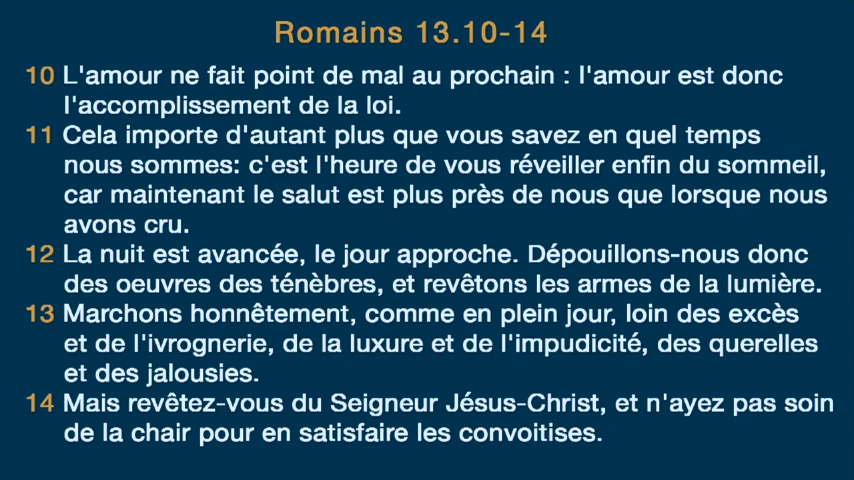 Romains 13.10-14
10 L'amour ne fait point de mal au prochain : l'amour est donc
l'accomplissement de la loi.
11 Cela importe d'autant plus que vous savez en quel temps
nous sommes: c'est l'heure de vous réveiller enfin du sommeil,
car maintenant le salut est plus près de nous que lorsque nous
avons cru.
12 La nuit est avancée, le jour approche. Dépouillons-nous donc
des oeuvres des ténèbres, et revêtons les armes de la lumière.
13 Marchons honnêtement, comme en plein jour, loin des excès
et de l'ivrognerie, de la luxure et de l'impudicité, des querelles
et des jalousies.
14 Mais revêtez-vous du Seigneur Jésus-Christ, et n'ayez pas soin
de la chair pour en satisfaire les convoitises.